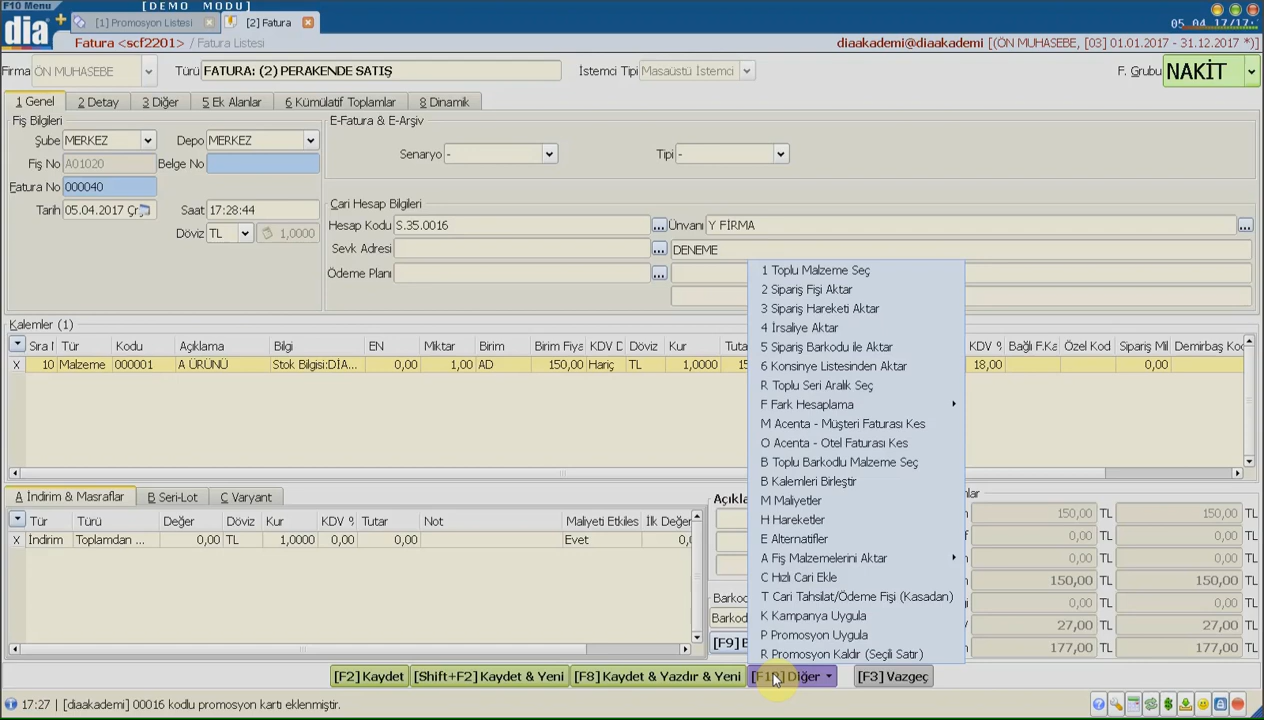 F10 Menu [DEMO MODU]
dia [1] Promosyon Listesi [2] Fatura
Fatura <scf2201> / Fatura Listesi diaakademi@diaakademi [(ÖN MUHASEBE, [03] 01.01.2017 - 31.12.2017 *)]
Firma ÖN MUHASEBE Türü FATURA: (2) PERAKENDE SATIŞ İstemci Tipi Masaüstü İstemci F. Grubu NAKİT
1 Genel 2 Detay 3 Diğer 5 Ek Alanlar 6 Kümülatif Toplamlar 8 Dinamik
Fiş Bilgileri
Şube MERKEZ Depo MERKEZ
Fiş No A01020 Belge No
Fatura No 000040
Tarih 05.04.2017 Çrş Saat 17:28:44
Döviz TL 1,0000
E-Fatura & E-Arşiv
Senaryo - Tipi -
Cari Hesap Bilgileri
Hesap Kodu S.35.0016 ... Ünvanı Y FİRMA ...
Sevk Adresi ... DENEME
Ödeme Planı ...
Kalemler (1)
Sıra Tür Kodu Açıklama Bilgi EN Miktar Birim Birim Fiya KDV D Döviz Kur Tuta KDV % Bağlı F.Ka Özel Kod Sipariş Mil Demirbaş Kod
X 10 Malzeme 000001 A ÜRÜNÜ Stok Bilgisi:DİA... 0,00 1,00 AD 150,00 Hariç TL 1,0000 15 18,00 0,00
1 Toplu Malzeme Seç
2 Sipariş Fişi Aktar
3 Sipariş Hareketi Aktar
4 İrsaliye Aktar
5 Sipariş Barkodu ile Aktar
6 Konsinye Listesinden Aktar
R Toplu Seri Aralık Seç
F Fark Hesaplama
M Acenta - Müşteri Faturası Kes
O Acenta - Otel Faturası Kes
B Toplu Barkodlu Malzeme Seç
B Kalemleri Birleştir
M Maliyetler
H Hareketler
E Alternatifler
A Fiş Malzemelerini Aktar
C Hızlı Cari Ekle
T Cari Tahsilat/Ödeme Fişi (Kasadan)
K Kampanya Uygula
P Promosyon Uygula
R Promosyon Kaldır (Seçili Satır)
A İndirim & Masraflar B Seri-Lot C Varyant
Tür Türü Değer Döviz Kur KDV % Tutar Not Maliyeti Etkiles İlk Değer
X İndirim Toplamdan ... 0,00 TL 1,0000 0,00 0,00 Evet 0,
Açıkla
Barko
Barkod
[F9] B
lar
150,00 TL 150,00 TL
0,00 TL 0,00 TL
0,00 TL 0,00 TL
150,00 TL 150,00 TL
0,00 TL 0,00 TL
27,00 TL 27,00 TL
177,00 TL 177,00 TL
[F2] Kaydet [Shift+F2] Kaydet & Yeni [F8] Kaydet & Yazdır & Yeni Diğer [F3] Vazgeç
17:27 : [diaakademi] 00016 kodlu promosyon kartı eklenmiştir.